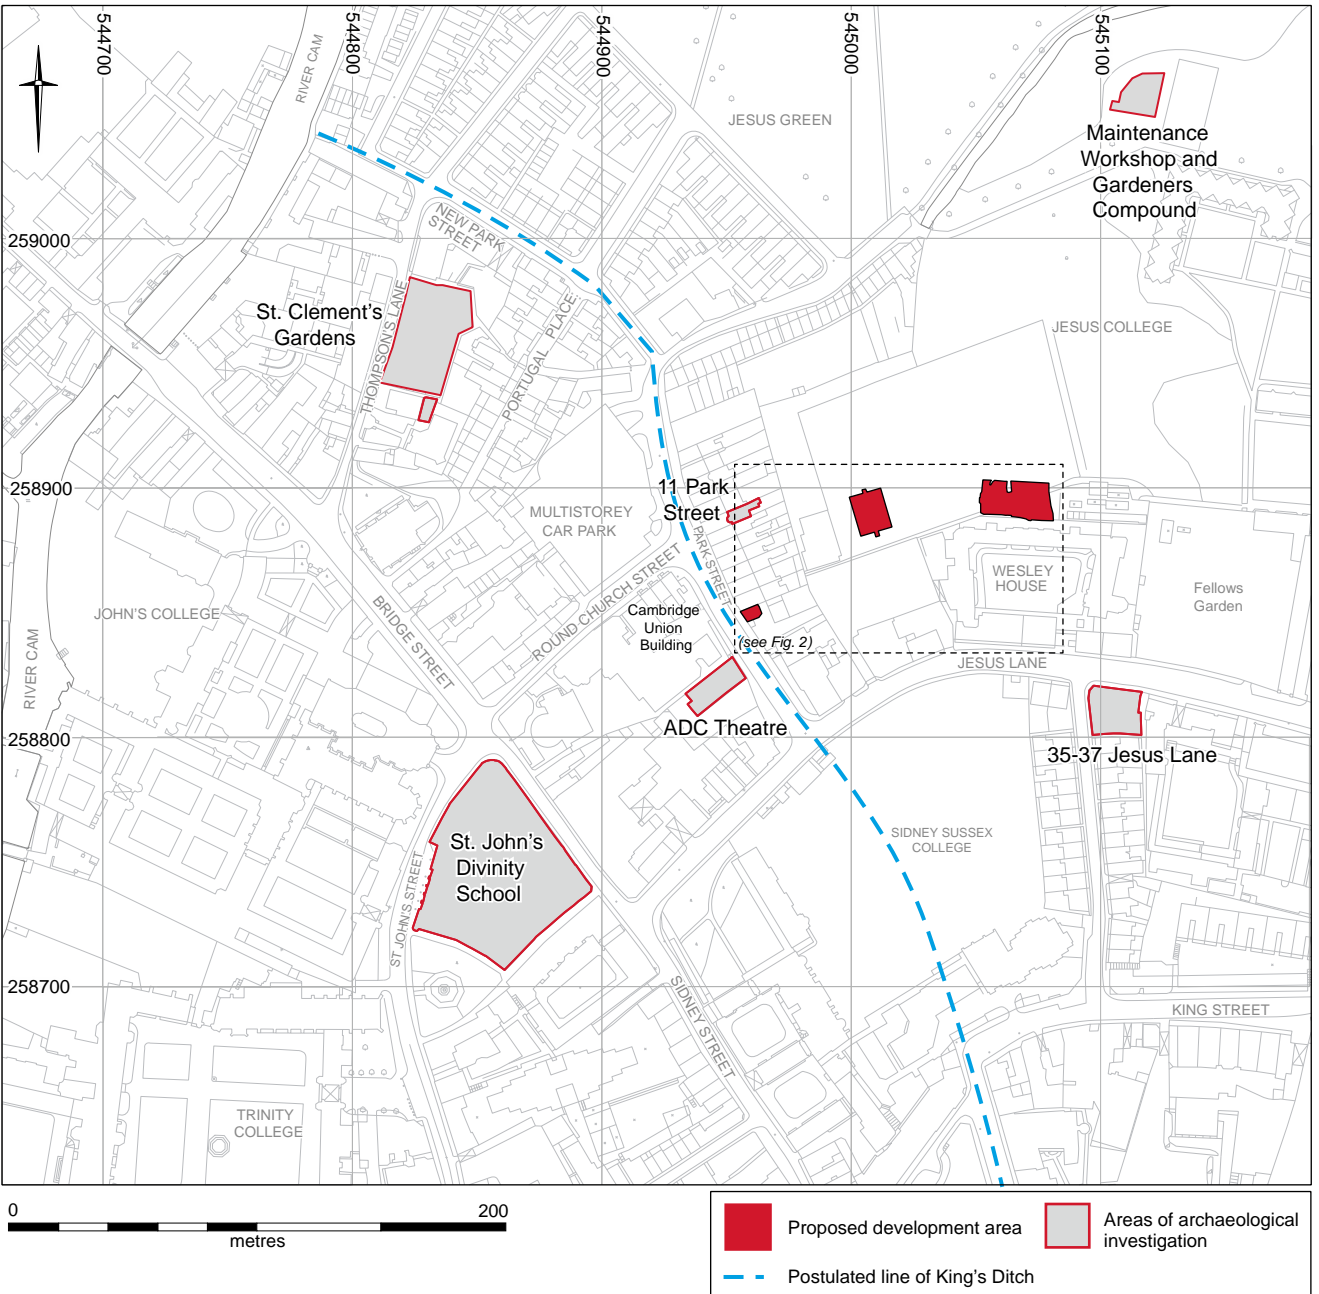 544700
544800
544900
545000
545100
RIVER CAM
JESUS GREEN
Maintenance
Workshop and
Gardeners
Compound
259000
NEW PARK
STREET
St. Clement's
Gardens
THOMPSON'S LANE
PORTUGAL PLACE
JESUS COLLEGE
258900
11 Park
Street
MULTISTOREY
CAR PARK
PARK STREET
ROUND CHURCH STREET
WESLEY
HOUSE
Fellows
Garden
JOHN'S COLLEGE
BRIDGE STREET
Cambridge
Union
Building
(see Fig. 2)
RIVER CAM
JESUS LANE
ADC Theatre
258800
35-37 Jesus Lane
SIDNEY SUSSEX
COLLEGE
St. John's
Divinity
School
ST JOHN'S STREET
258700
SIDNEY STREET
KING STREET
TRINITY
COLLEGE
0 200
metres
Proposed development area
Areas of archaeological
investigation
Postulated line of King's Ditch